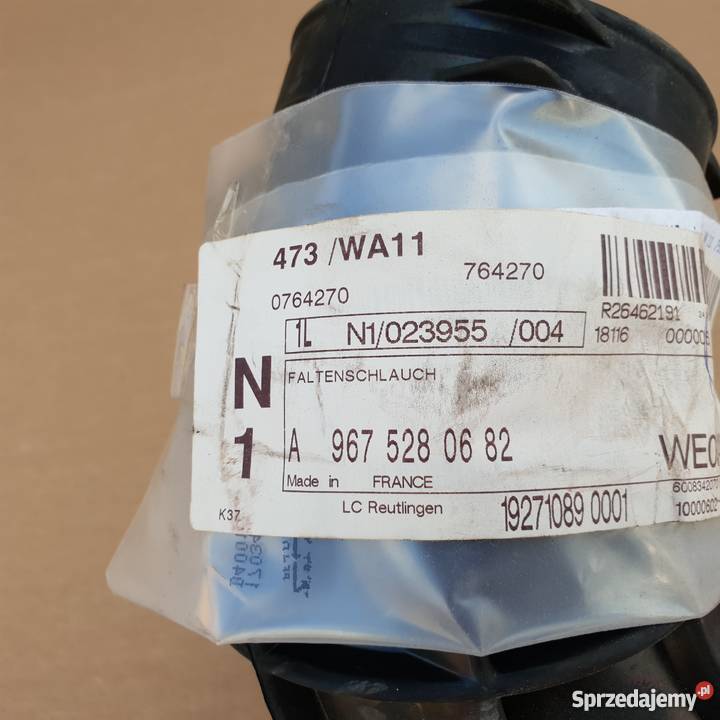 473 /WA11
764270
0764270
R26462191
1L N1/023955 /004
18116
N
1
FALTENSCHLAUCH
A 967 528 06 82
Made in FRANCE
LC Reutlingen
19271089 0001
K37
Sprzedajemy.pl